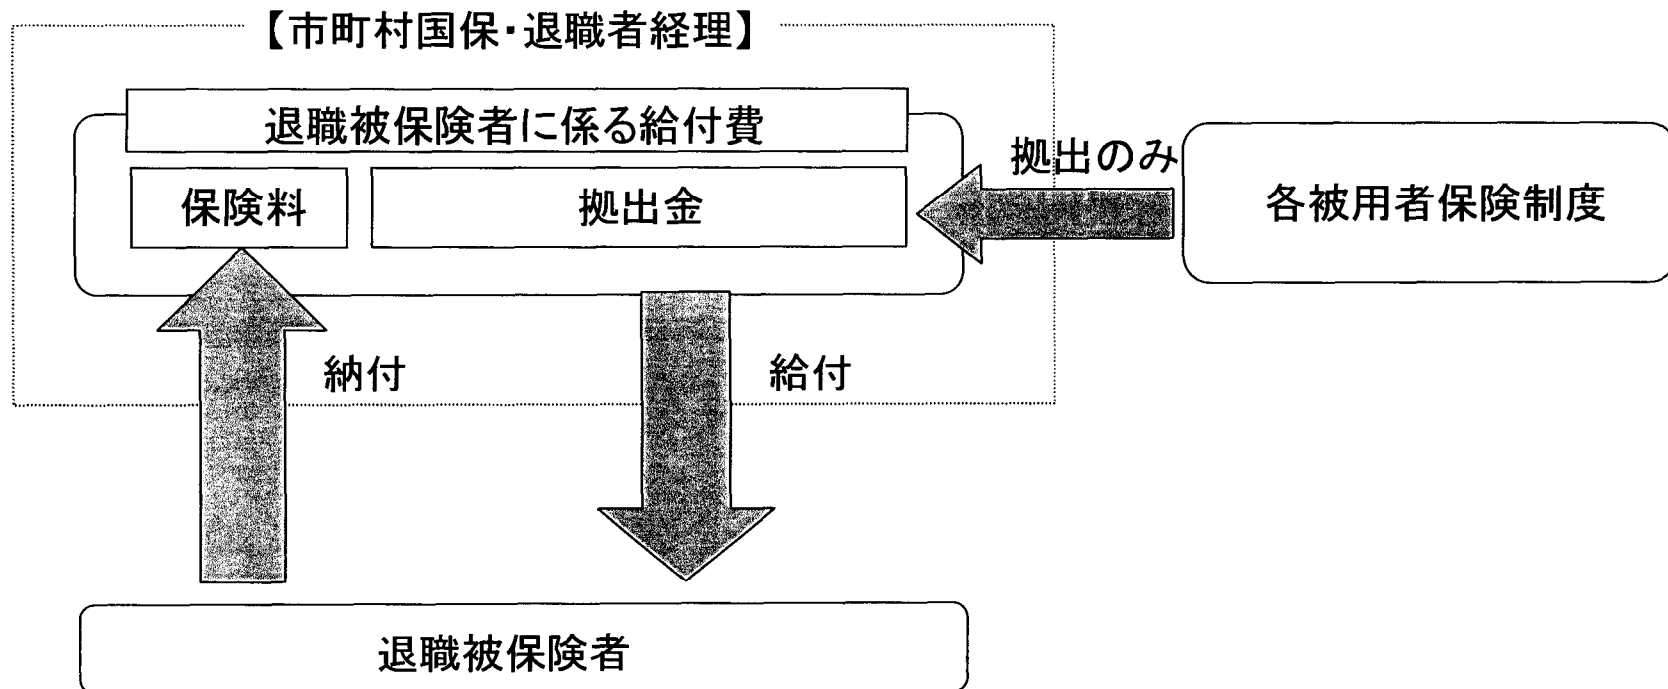 【市町村国保・退職者経理】
退職被保険者に係る給付費
保険料
拠出金
拠出のみ
各被用者保険制度
納付
給付
退職被保険者